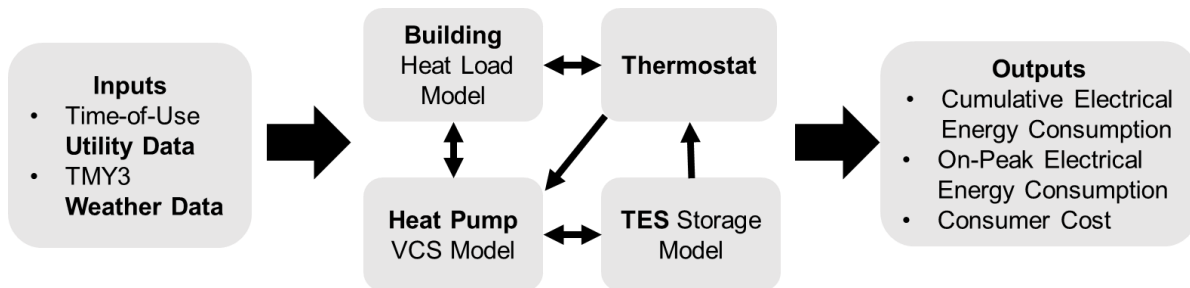 Inputs
• Time-of-Use
Utility Data
• TMY3
Weather Data
Building
Heat Load
Model
Thermostat
Heat Pump
VCS Model
TES Storage
Model
Outputs
• Cumulative Electrical
Energy Consumption
• On-Peak Electrical
Energy Consumption
• Consumer Cost